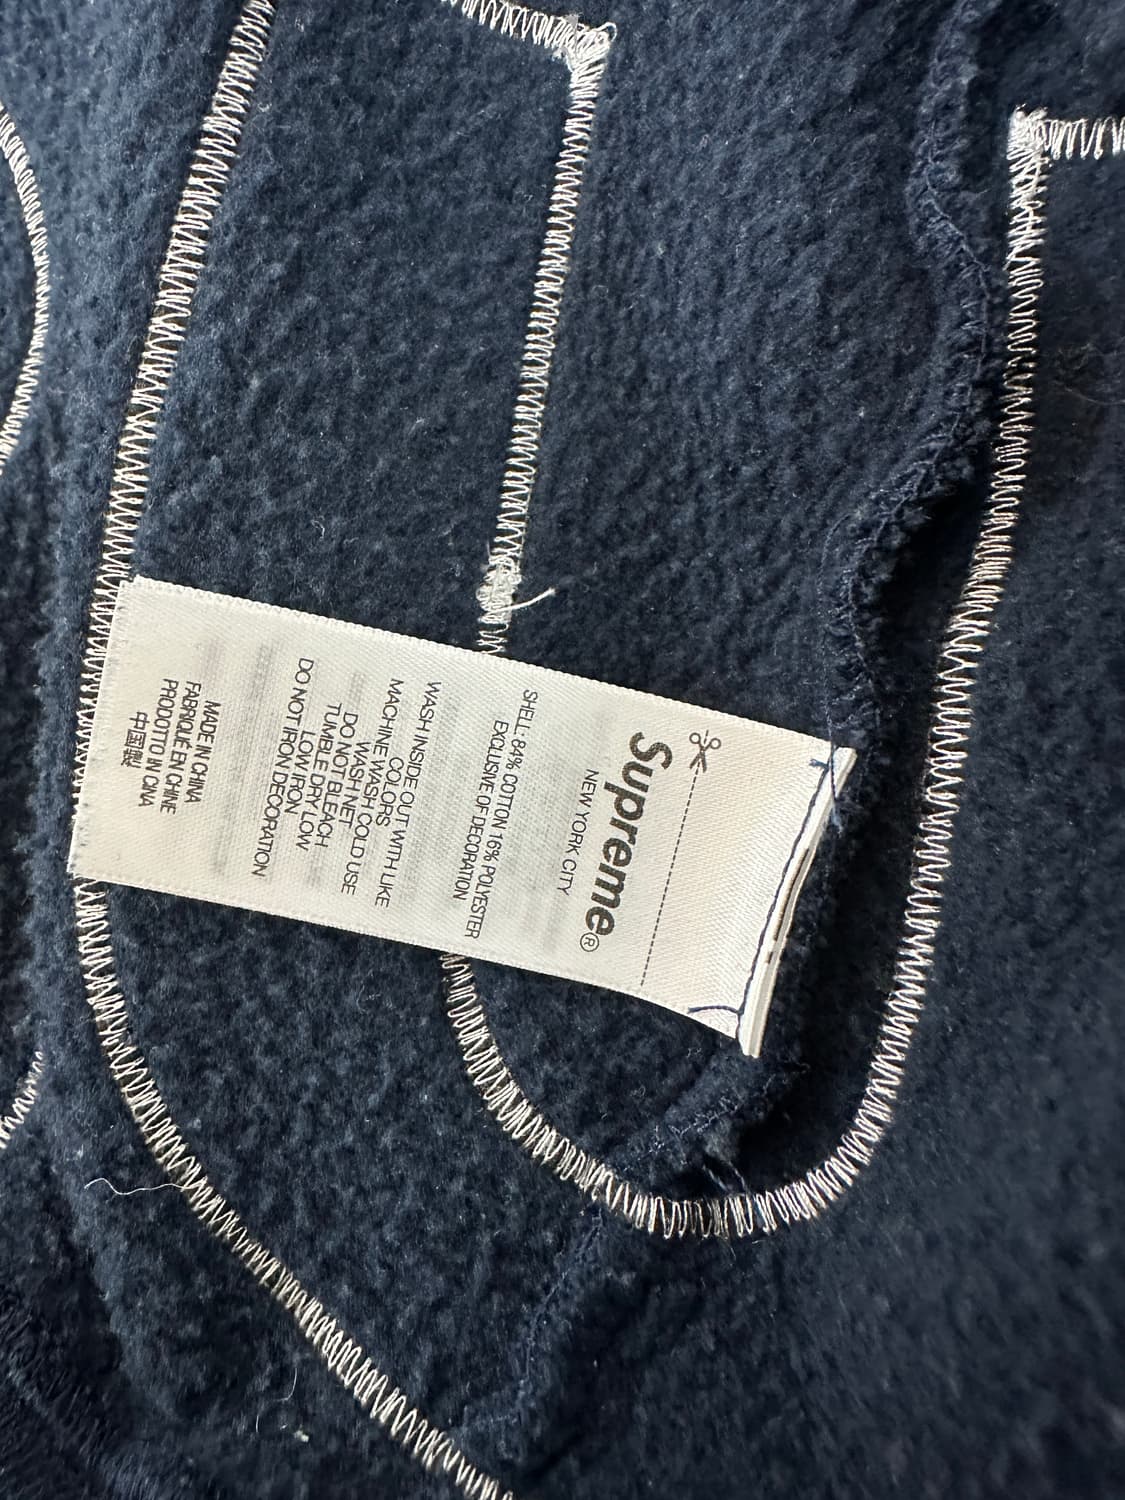 Supreme®
NEW YORK CITY
SHELL: 84% COTTON 16% POLYESTER
EXCLUSIVE OF DECORATION
WASH INSIDE OUT WITH LIKE
COLORS
MACHINE WASH COLD USE
WASH NET
DO NOT BLEACH
TUMBLE DRY LOW
LOW IRON
DO NOT IRON DECORATION
MADE IN CHINA
FABRIQUÉ EN CHINE
PRODOTTO IN CINA
中国製